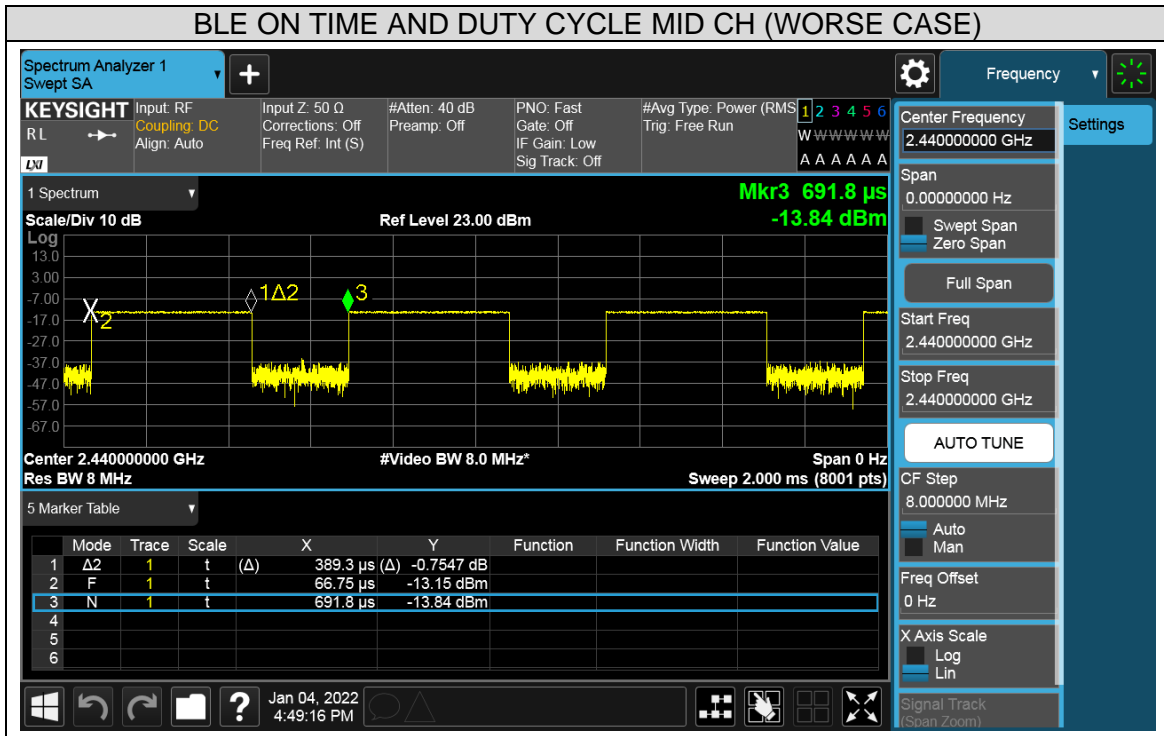 BLE ON TIME AND DUTY CYCLE MID CH (WORSE CASE)
Spectrum Analyzer 1
Swept SA
+
Frequency
KEYSIGHT
Input: RF
Input Z: 50 Ω
#Atten: 40 dB
PNO: Fast
#Avg Type: Power (RMS
1 2 3 4 5 6
R L
Coupling: DC
Corrections: Off
Preamp: Off
Gate: Off
Trig: Free Run
W W W W W W
Align: Auto
Freq Ref: Int (S)
IF Gain: Low
LXI
Sig Track: Off
A A A A A A
Center Frequency
2.440000000 GHz
Settings
1 Spectrum
Mkr3 691.8 µs
Scale/Div 10 dB
Ref Level 23.00 dBm
-13.84 dBm
Span
0.00000000 Hz
Swept Span
Zero Span
Log
13.0
3.00
-7.00
-17.0
-27.0
-37.0
-47.0
-57.0
-67.0
X2
1Δ2
3
Full Span
Start Freq
2.440000000 GHz
Stop Freq
2.440000000 GHz
AUTO TUNE
Center 2.440000000 GHz
#Video BW 8.0 MHz*
Span 0 Hz
Res BW 8 MHz
Sweep 2.000 ms (8001 pts)
CF Step
8.000000 MHz
Auto
Man
5 Marker Table
Mode Trace Scale X Y Function Function Width Function Value
1 Δ2 1 t (Δ) 389.3 µs (Δ) -0.7547 dB
2 F 1 t 66.75 µs -13.15 dBm
3 N 1 t 691.8 µs -13.84 dBm
4
5
6
Freq Offset
0 Hz
X Axis Scale
Log
Lin
Signal Track
(Span Zoom)
?
Jan 04, 2022
4:49:16 PM